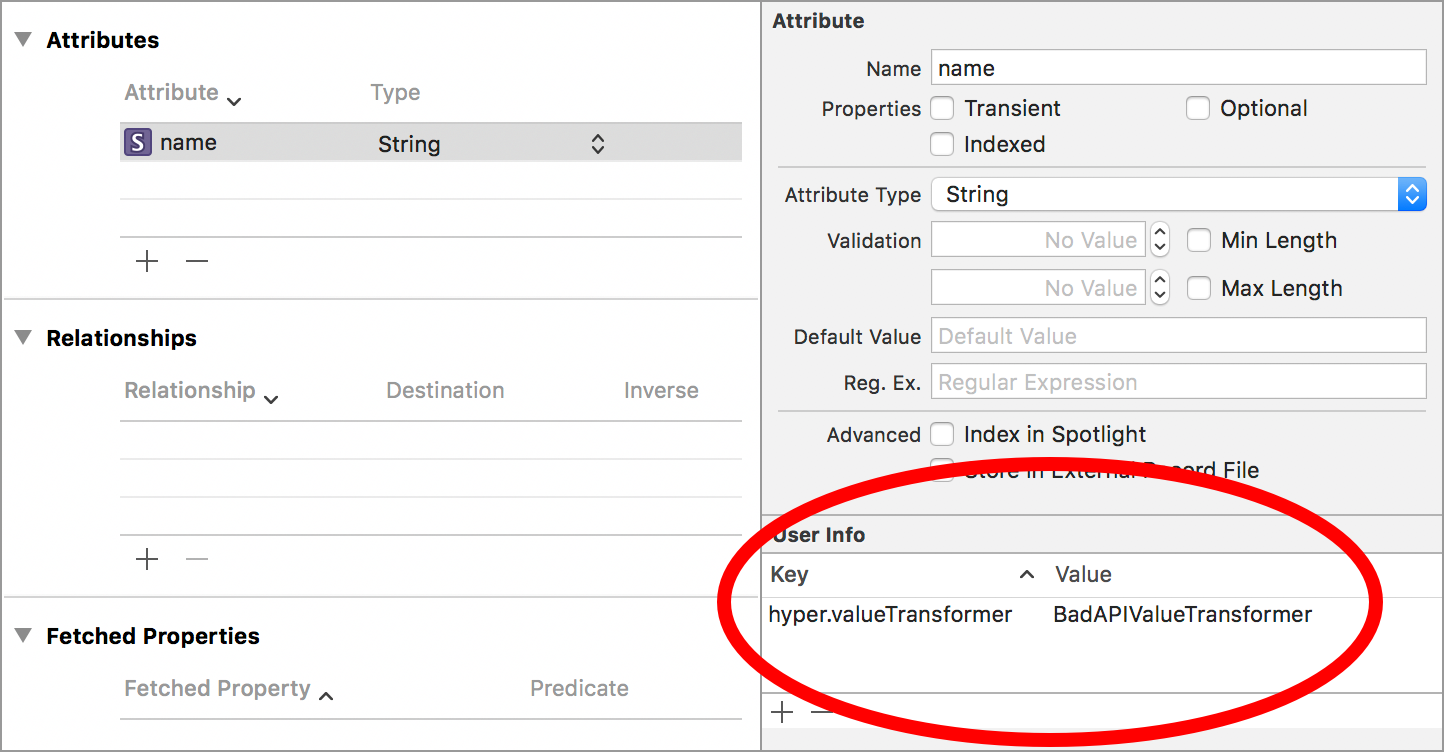 Attributes
Attribute Type
S name String
Relationships
Relationship Destination Inverse
Fetched Properties
Fetched Property Predicate
Attribute
Name name
Properties Transient Optional
Indexed
Attribute Type String
Validation No Value Min Length
No Value Max Length
Default Value Default Value
Reg. Ex. Regular Expression
Advanced Index in Spotlight
Store in External Record File
User Info
Key Value
hyper.valueTransformer BadAPIValueTransformer